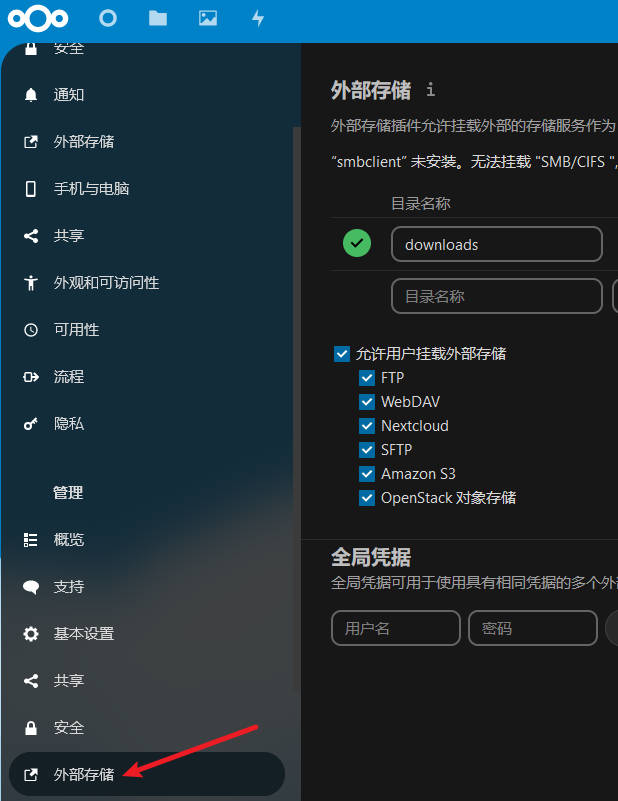 安全
通知
外部存储
手机与电脑
共享
外观和可访问性
可用性
流程
隐私
管理
概览
支持
基本设置
共享
安全
外部存储
外部存储
外部存储插件允许挂载外部的存储服务作为
“smbclient” 未安装。无法挂载 "SMB/CIFS ",
目录名称
downloads
目录名称
允许用户挂载外部存储
FTP
WebDAV
Nextcloud
SFTP
Amazon S3
OpenStack 对象存储
全局凭据
全局凭据可用于使用具有相同凭据的多个外部
用户名
密码